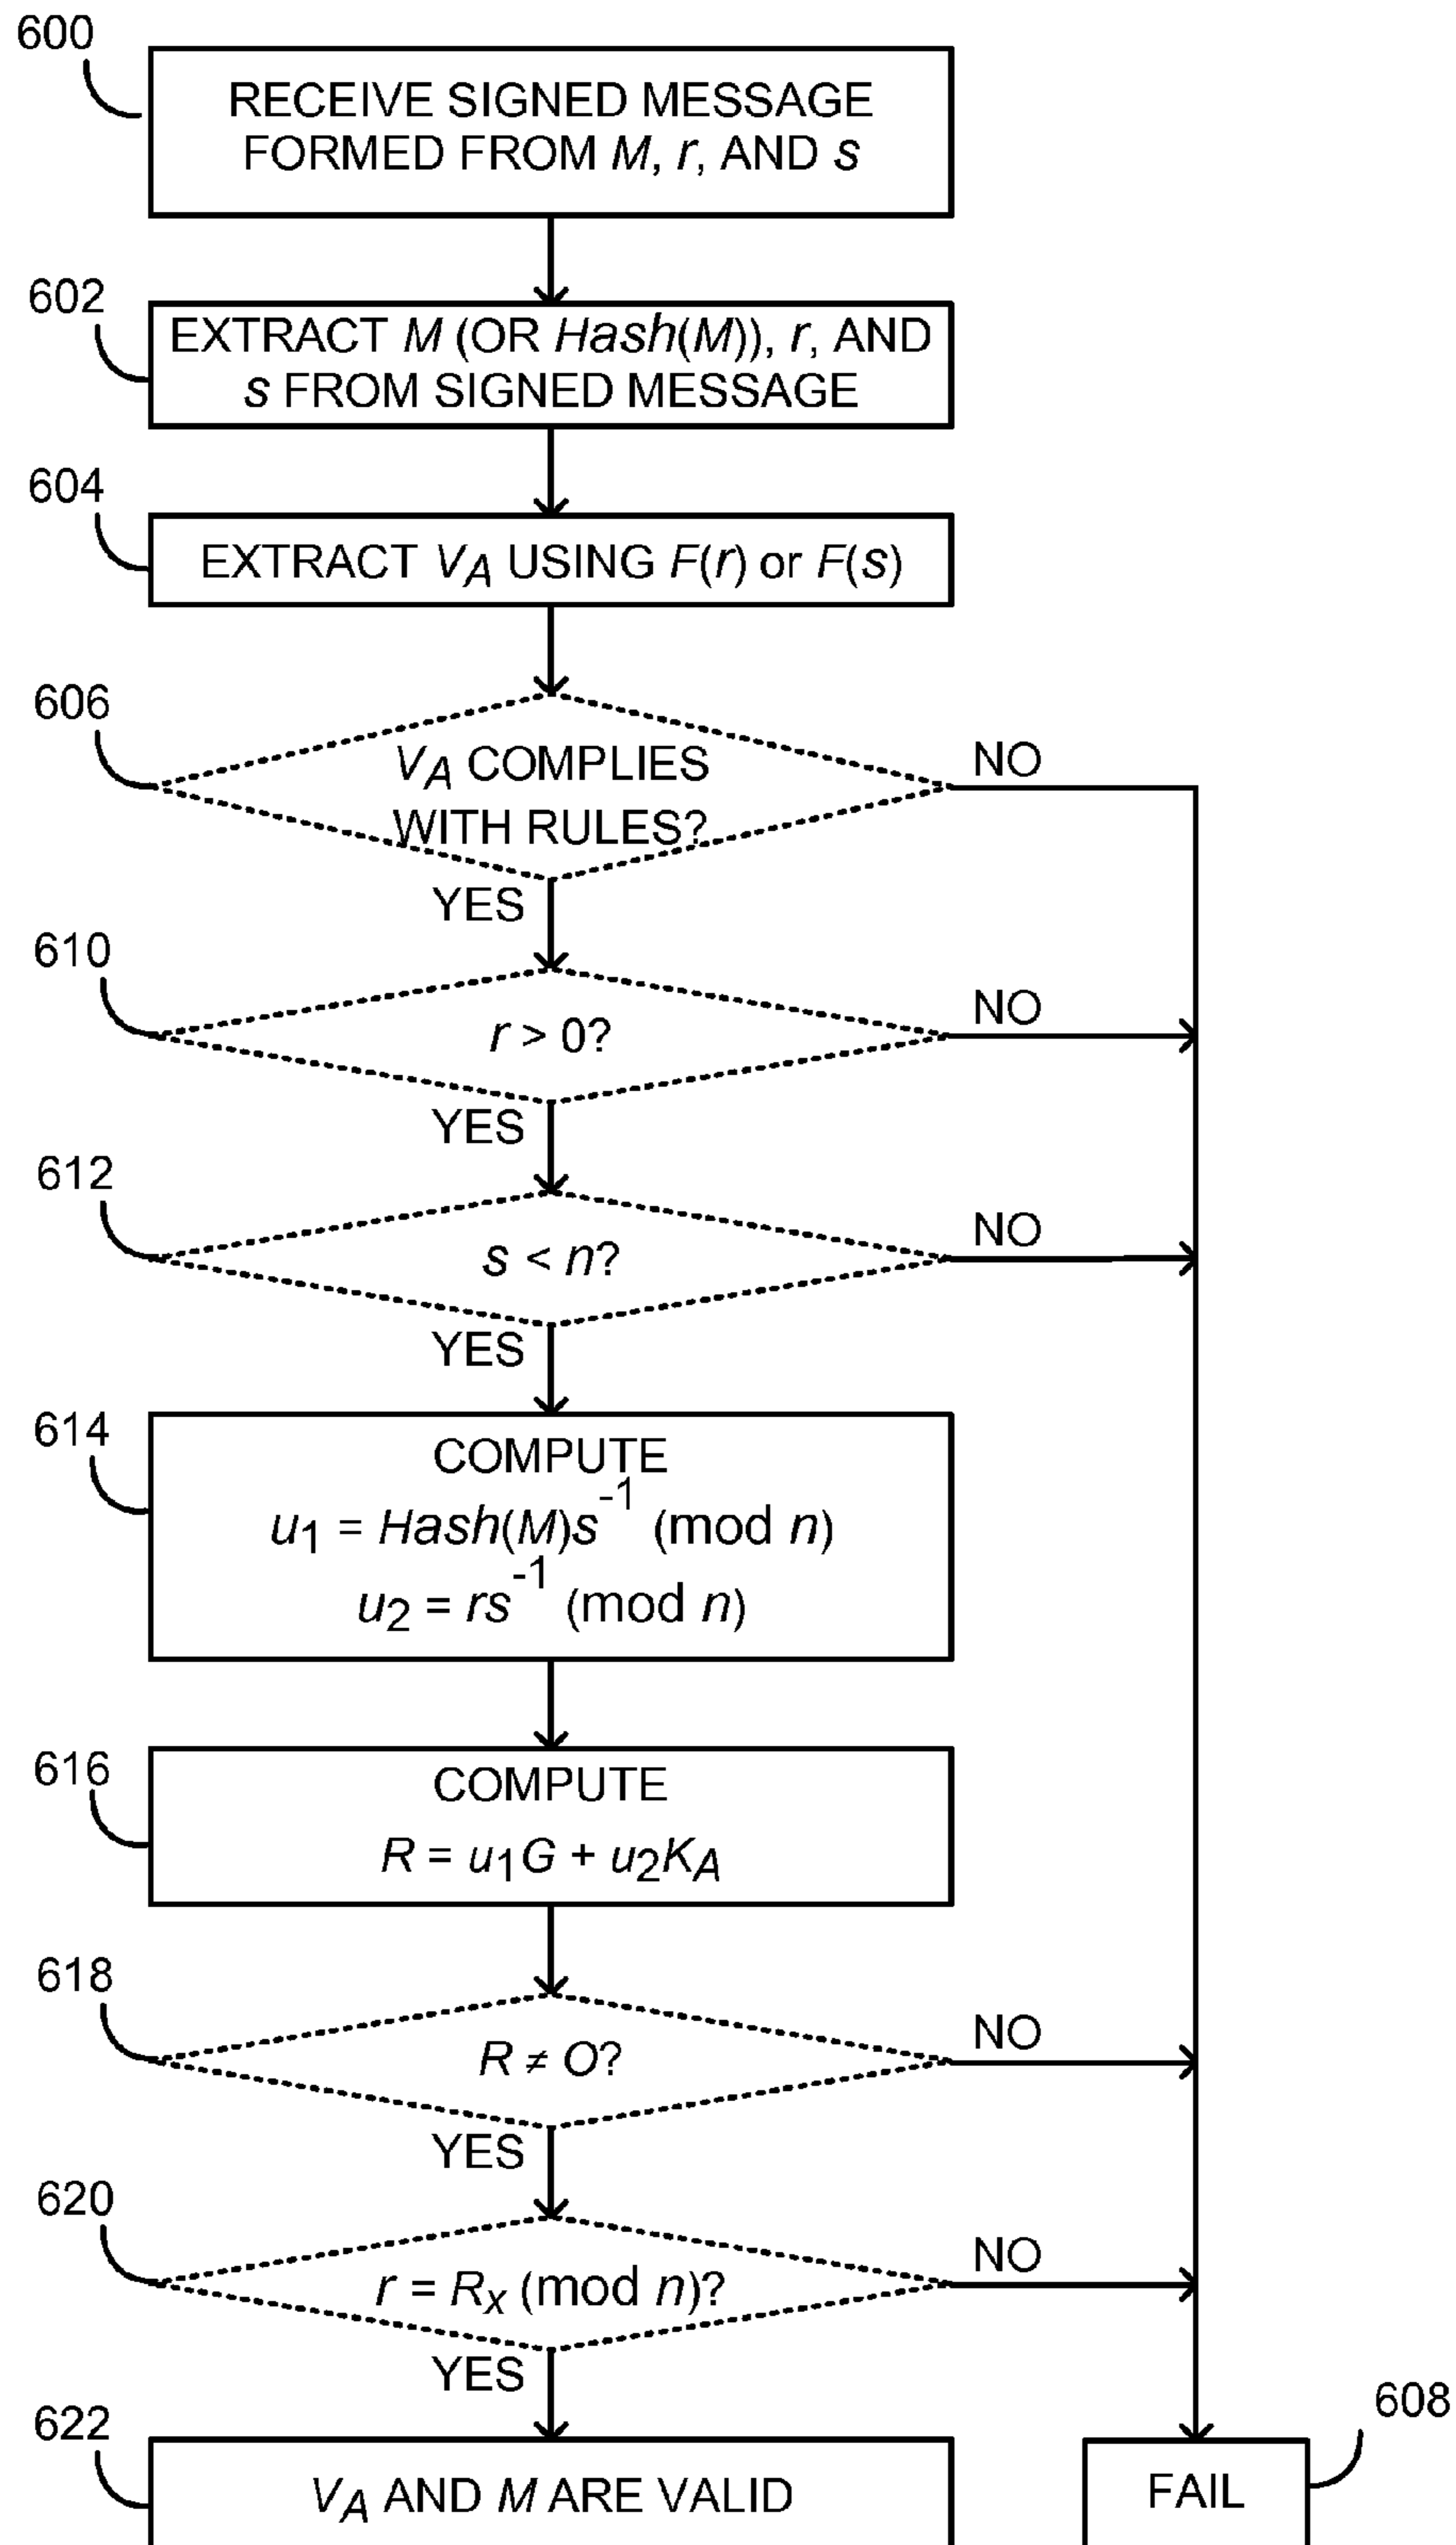 600
RECEIVE SIGNED MESSAGE
FORMED FROM M, r, AND s
602
EXTRACT M (OR Hash(M)), r, AND
s FROM SIGNED MESSAGE
604
EXTRACT VA USING F(r) or F(s)
606
VA COMPLIES
WITH RULES?
NO
YES
610
r > 0?
NO
YES
612
s < n?
NO
YES
614
COMPUTE
u1 = Hash(M)s-1 (mod n)
u2 = rs-1 (mod n)
616
COMPUTE
R = u1G + u2KA
618
R ≠ O?
NO
YES
620
r = Rx (mod n)?
NO
YES
622
VA AND M ARE VALID
608
FAIL